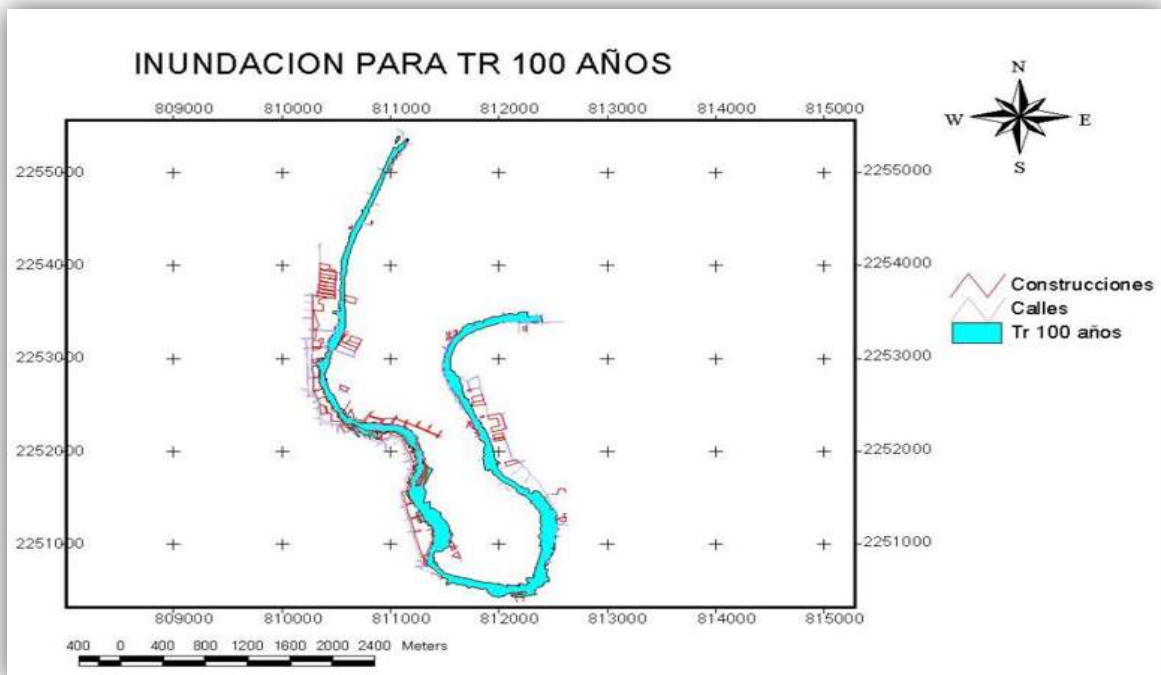 INUNDACION PARA TR 100 AÑOS
N
W E
S
809000 810000 811000 812000 813000 814000 815000
2255000 2255000
2254000 2254000
2253000 2253000
2252000 2252000
2251000 2251000
809000 810000 811000 812000 813000 814000 815000
Construcciones
Calles
Tr 100 años
400 0 400 800 1200 1600 2000 2400 Meters